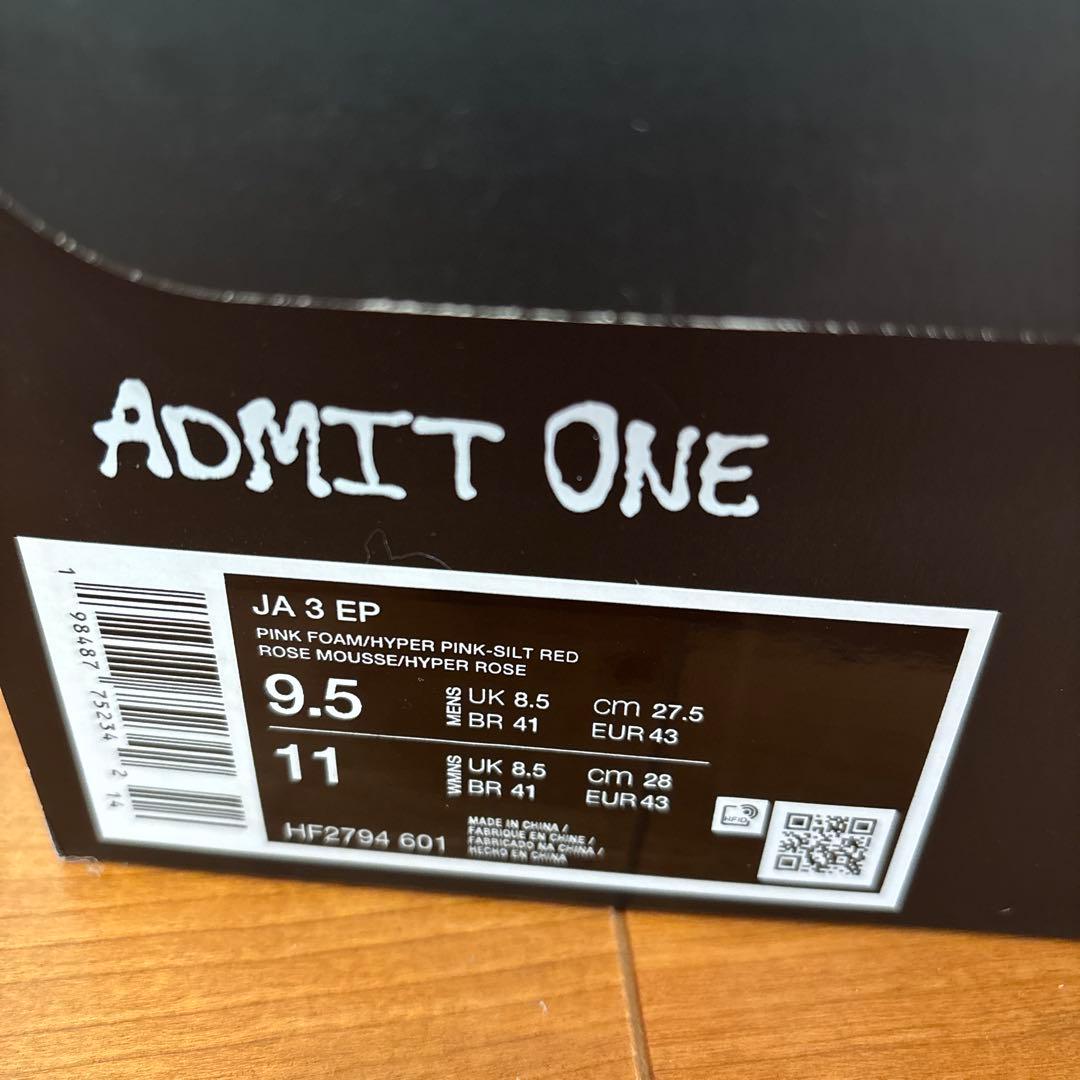 ADMIT ONE
1 98487 75234 2 14
JA 3 EP
PINK FOAM/HYPER PINK-SILT RED
ROSE MOUSSE/HYPER ROSE
9.5 MENS UK 8.5 cm 27.5
BR 41 EUR 43
11 WMNS UK 8.5 cm 28
BR 41 EUR 43
HF2794 601
MADE IN CHINA /
FABRIQUE EN CHINE /
FABRICADO NA CHINA /
HECHO EN CHINA
RFID